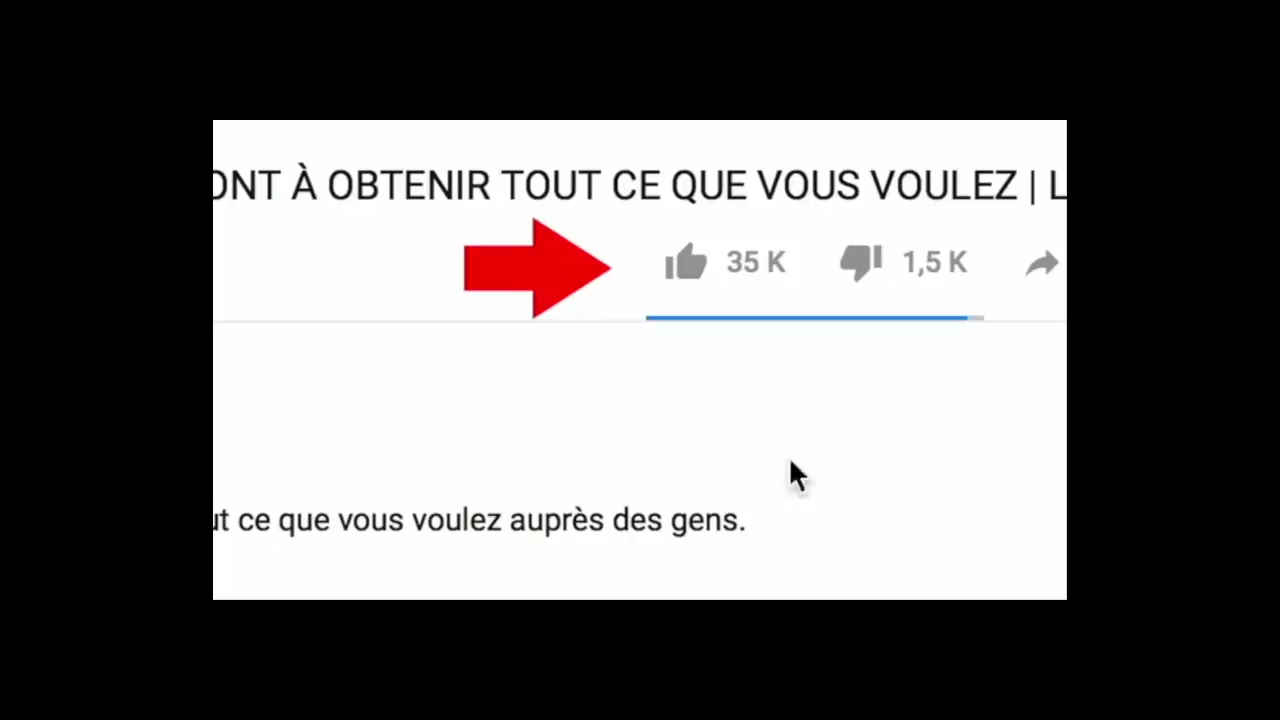 ONT À OBTENIR TOUT CE QUE VOUS VOULEZ | L
35 K 1,5 K
ut ce que vous voulez auprès des gens.